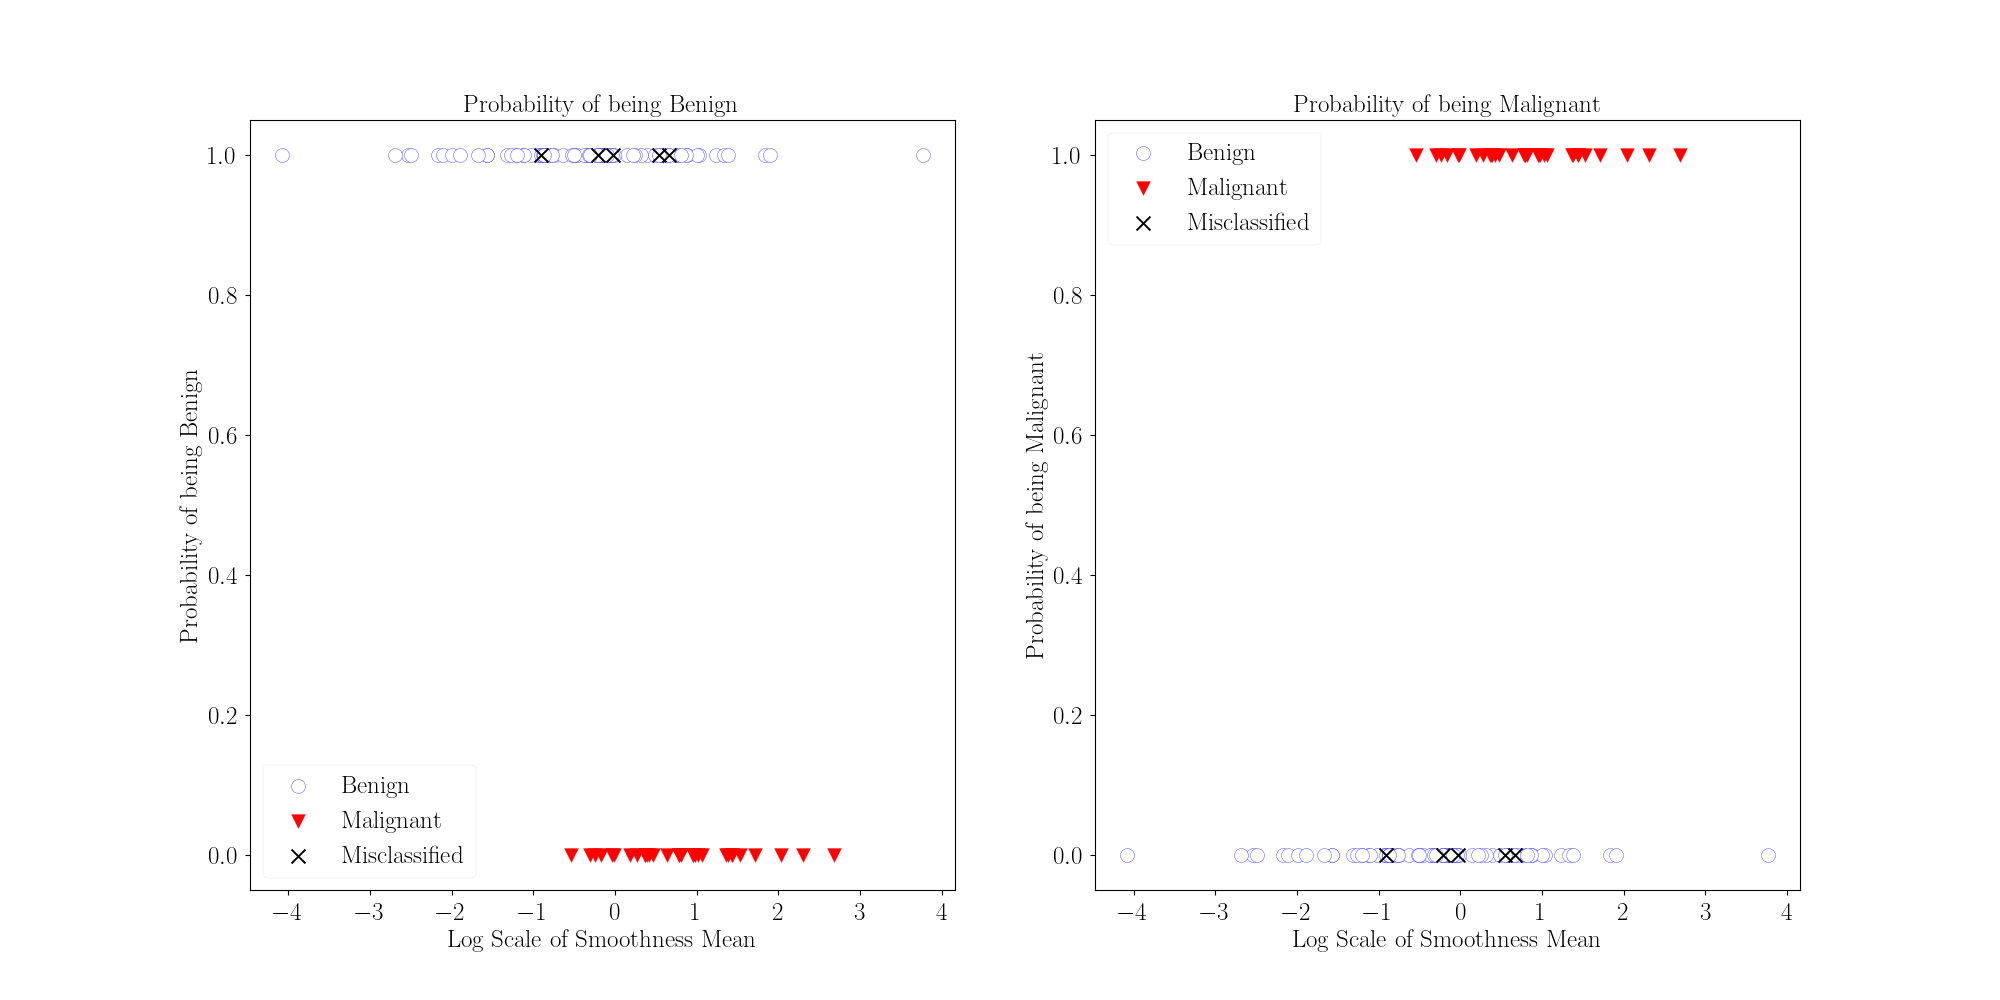 Probability of being Benign
Probability of being Benign
1.0
0.8
0.6
0.4
0.2
0.0
Benign
Malignant
Misclassified
−4 −3 −2 −1 0 1 2 3 4
Log Scale of Smoothness Mean
Probability of being Malignant
Probability of being Malignant
1.0
0.8
0.6
0.4
0.2
0.0
Benign
Malignant
Misclassified
−4 −3 −2 −1 0 1 2 3 4
Log Scale of Smoothness Mean